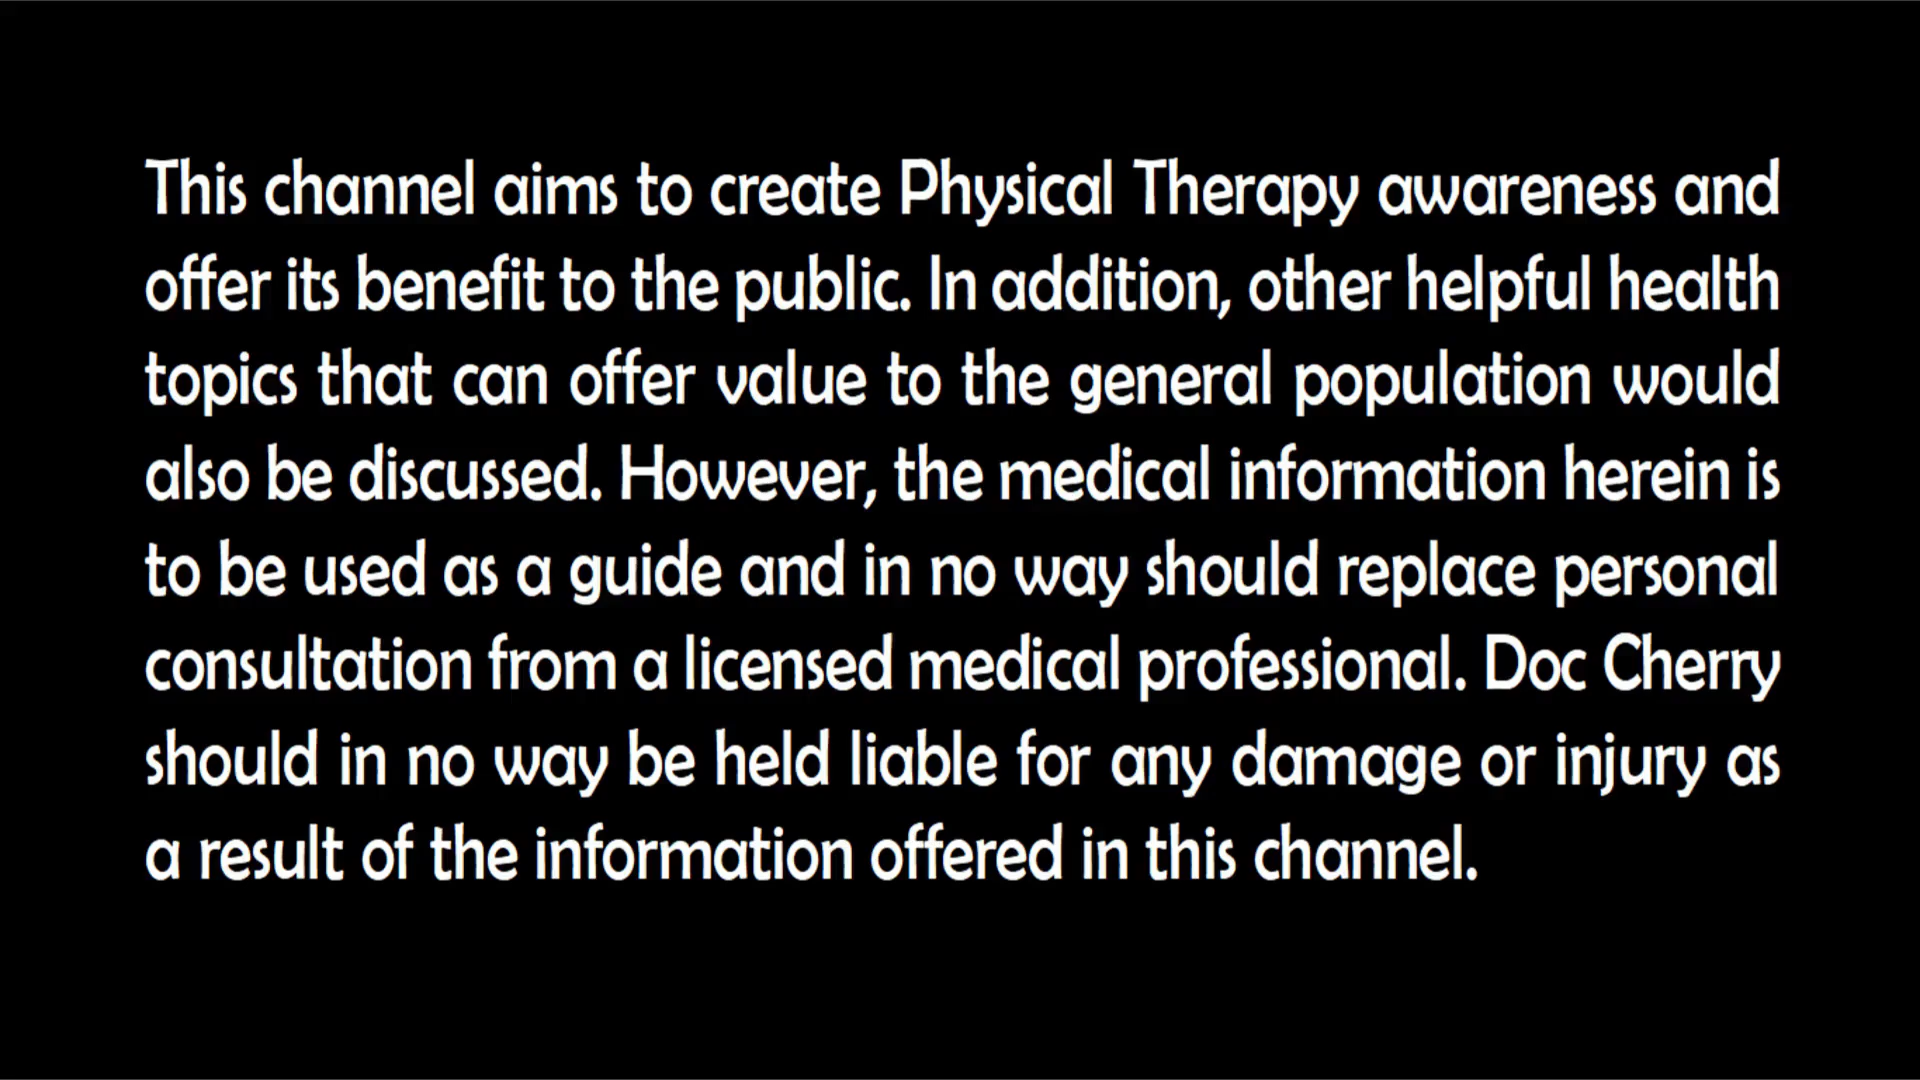 This channel aims to create Physical Therapy awareness and
offer its benefit to the public. In addition, other helpful health
topics that can offer value to the general population would
also be discussed. However, the medical information herein is
to be used as a guide and in no way should replace personal
consultation from a licensed medical professional. Doc Cherry
should in no way be held liable for any damage or injury as
a result of the information offered in this channel.